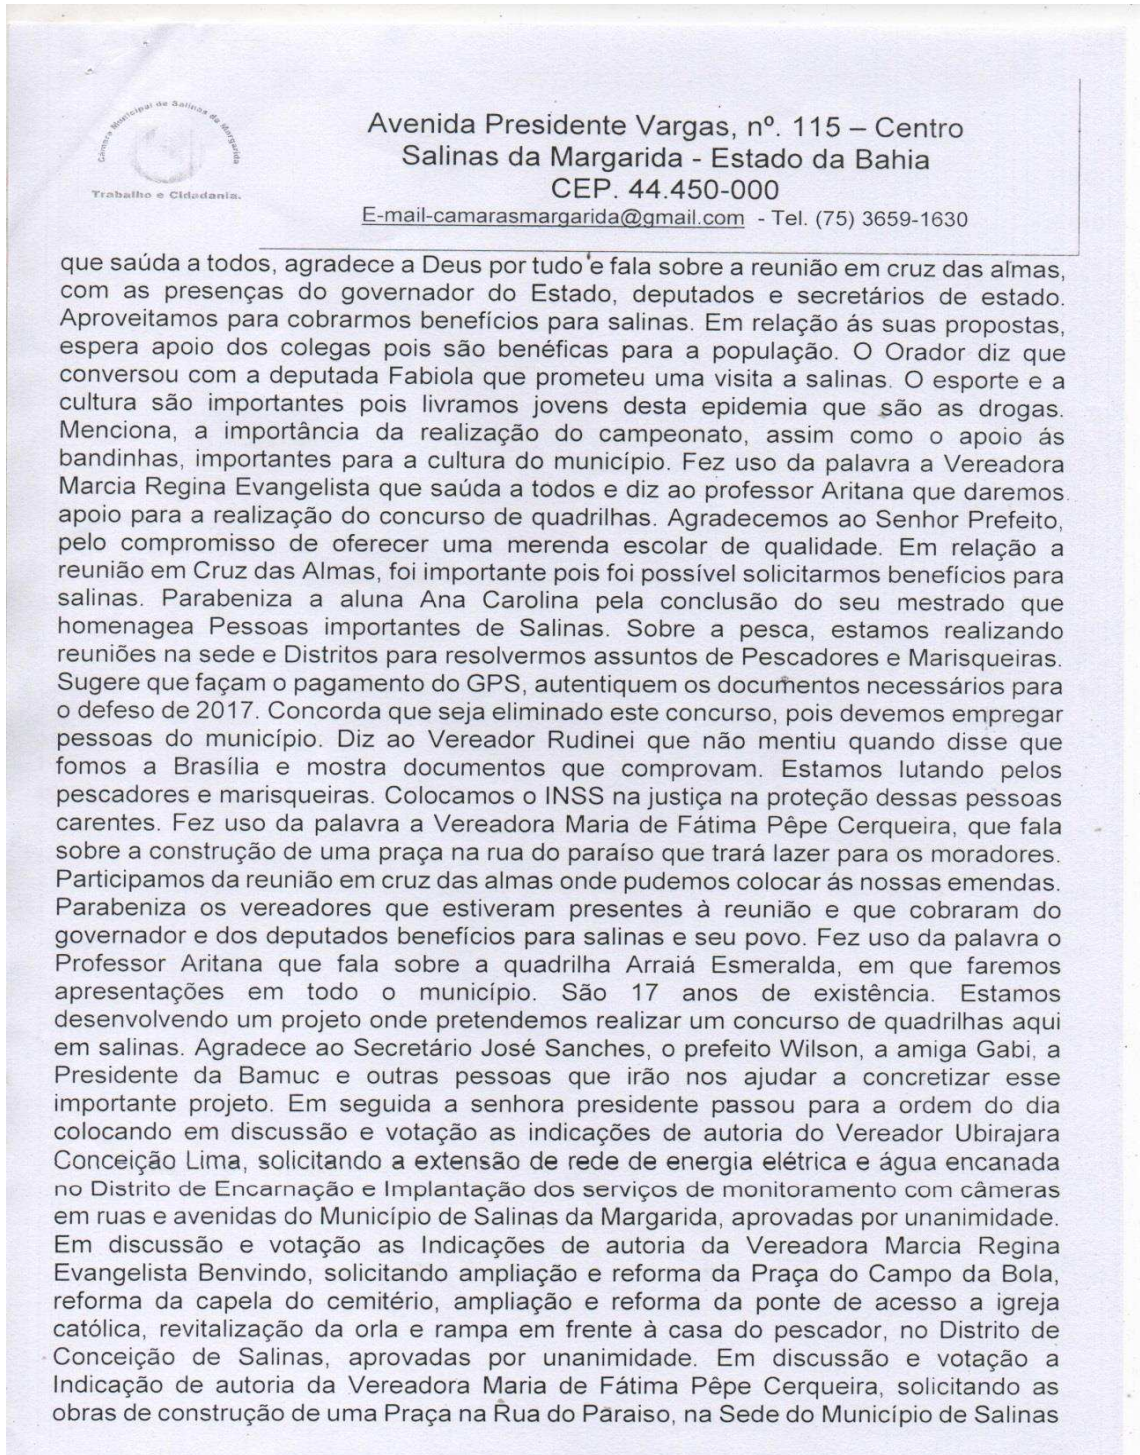 Câmara Municipal de Salinas da Margarida
Trabalho e Cidadania.
Avenida Presidente Vargas, nº. 115 – Centro
Salinas da Margarida - Estado da Bahia
CEP. 44.450-000
E-mail-camarasmargarida@gmail.com - Tel. (75) 3659-1630
que saúda a todos, agradece a Deus por tudo e fala sobre a reunião em cruz das almas,
com as presenças do governador do Estado, deputados e secretários de estado.
Aproveitamos para cobrarmos benefícios para salinas. Em relação ás suas propostas,
espera apoio dos colegas pois são benéficas para a população. O Orador diz que
conversou com a deputada Fabiola que prometeu uma visita a salinas. O esporte e a
cultura são importantes pois livramos jovens desta epidemia que são as drogas.
Menciona, a importância da realização do campeonato, assim como o apoio ás
bandinhas, importantes para a cultura do município. Fez uso da palavra a Vereadora
Marcia Regina Evangelista que saúda a todos e diz ao professor Aritana que daremos
apoio para a realização do concurso de quadrilhas. Agradecemos ao Senhor Prefeito,
pelo compromisso de oferecer uma merenda escolar de qualidade. Em relação a
reunião em Cruz das Almas, foi importante pois foi possível solicitarmos benefícios para
salinas. Parabeniza a aluna Ana Carolina pela conclusão do seu mestrado que
homenagea Pessoas importantes de Salinas. Sobre a pesca, estamos realizando
reuniões na sede e Distritos para resolvermos assuntos de Pescadores e Marisqueiras.
Sugere que façam o pagamento do GPS, autentiquem os documentos necessários para
o defeso de 2017. Concorda que seja eliminado este concurso, pois devemos empregar
pessoas do município. Diz ao Vereador Rudinei que não mentiu quando disse que
fomos a Brasília e mostra documentos que comprovam. Estamos lutando pelos
pescadores e marisqueiras. Colocamos o INSS na justiça na proteção dessas pessoas
carentes. Fez uso da palavra a Vereadora Maria de Fátima Pêpe Cerqueira, que fala
sobre a construção de uma praça na rua do paraíso que trará lazer para os moradores.
Participamos da reunião em cruz das almas onde pudemos colocar ás nossas emendas.
Parabeniza os vereadores que estiveram presentes à reunião e que cobraram do
governador e dos deputados benefícios para salinas e seu povo. Fez uso da palavra o
Professor Aritana que fala sobre a quadrilha Arraiá Esmeralda, em que faremos
apresentações em todo o município. São 17 anos de existência. Estamos
desenvolvendo um projeto onde pretendemos realizar um concurso de quadrilhas aqui
em salinas. Agradece ao Secretário José Sanches, o prefeito Wilson, a amiga Gabi, a
Presidente da Bamuc e outras pessoas que irão nos ajudar a concretizar esse
importante projeto. Em seguida a senhora presidente passou para a ordem do dia
colocando em discussão e votação as indicações de autoria do Vereador Ubirajara
Conceição Lima, solicitando a extensão de rede de energia elétrica e água encanada
no Distrito de Encarnação e Implantação dos serviços de monitoramento com câmeras
em ruas e avenidas do Município de Salinas da Margarida, aprovadas por unanimidade.
Em discussão e votação as Indicações de autoria da Vereadora Marcia Regina
Evangelista Benvindo, solicitando ampliação e reforma da Praça do Campo da Bola,
reforma da capela do cemitério, ampliação e reforma da ponte de acesso a igreja
católica, revitalização da orla e rampa em frente à casa do pescador, no Distrito de
Conceição de Salinas, aprovadas por unanimidade. Em discussão e votação a
Indicação de autoria da Vereadora Maria de Fátima Pêpe Cerqueira, solicitando as
obras de construção de uma Praça na Rua do Paraiso, na Sede do Município de Salinas